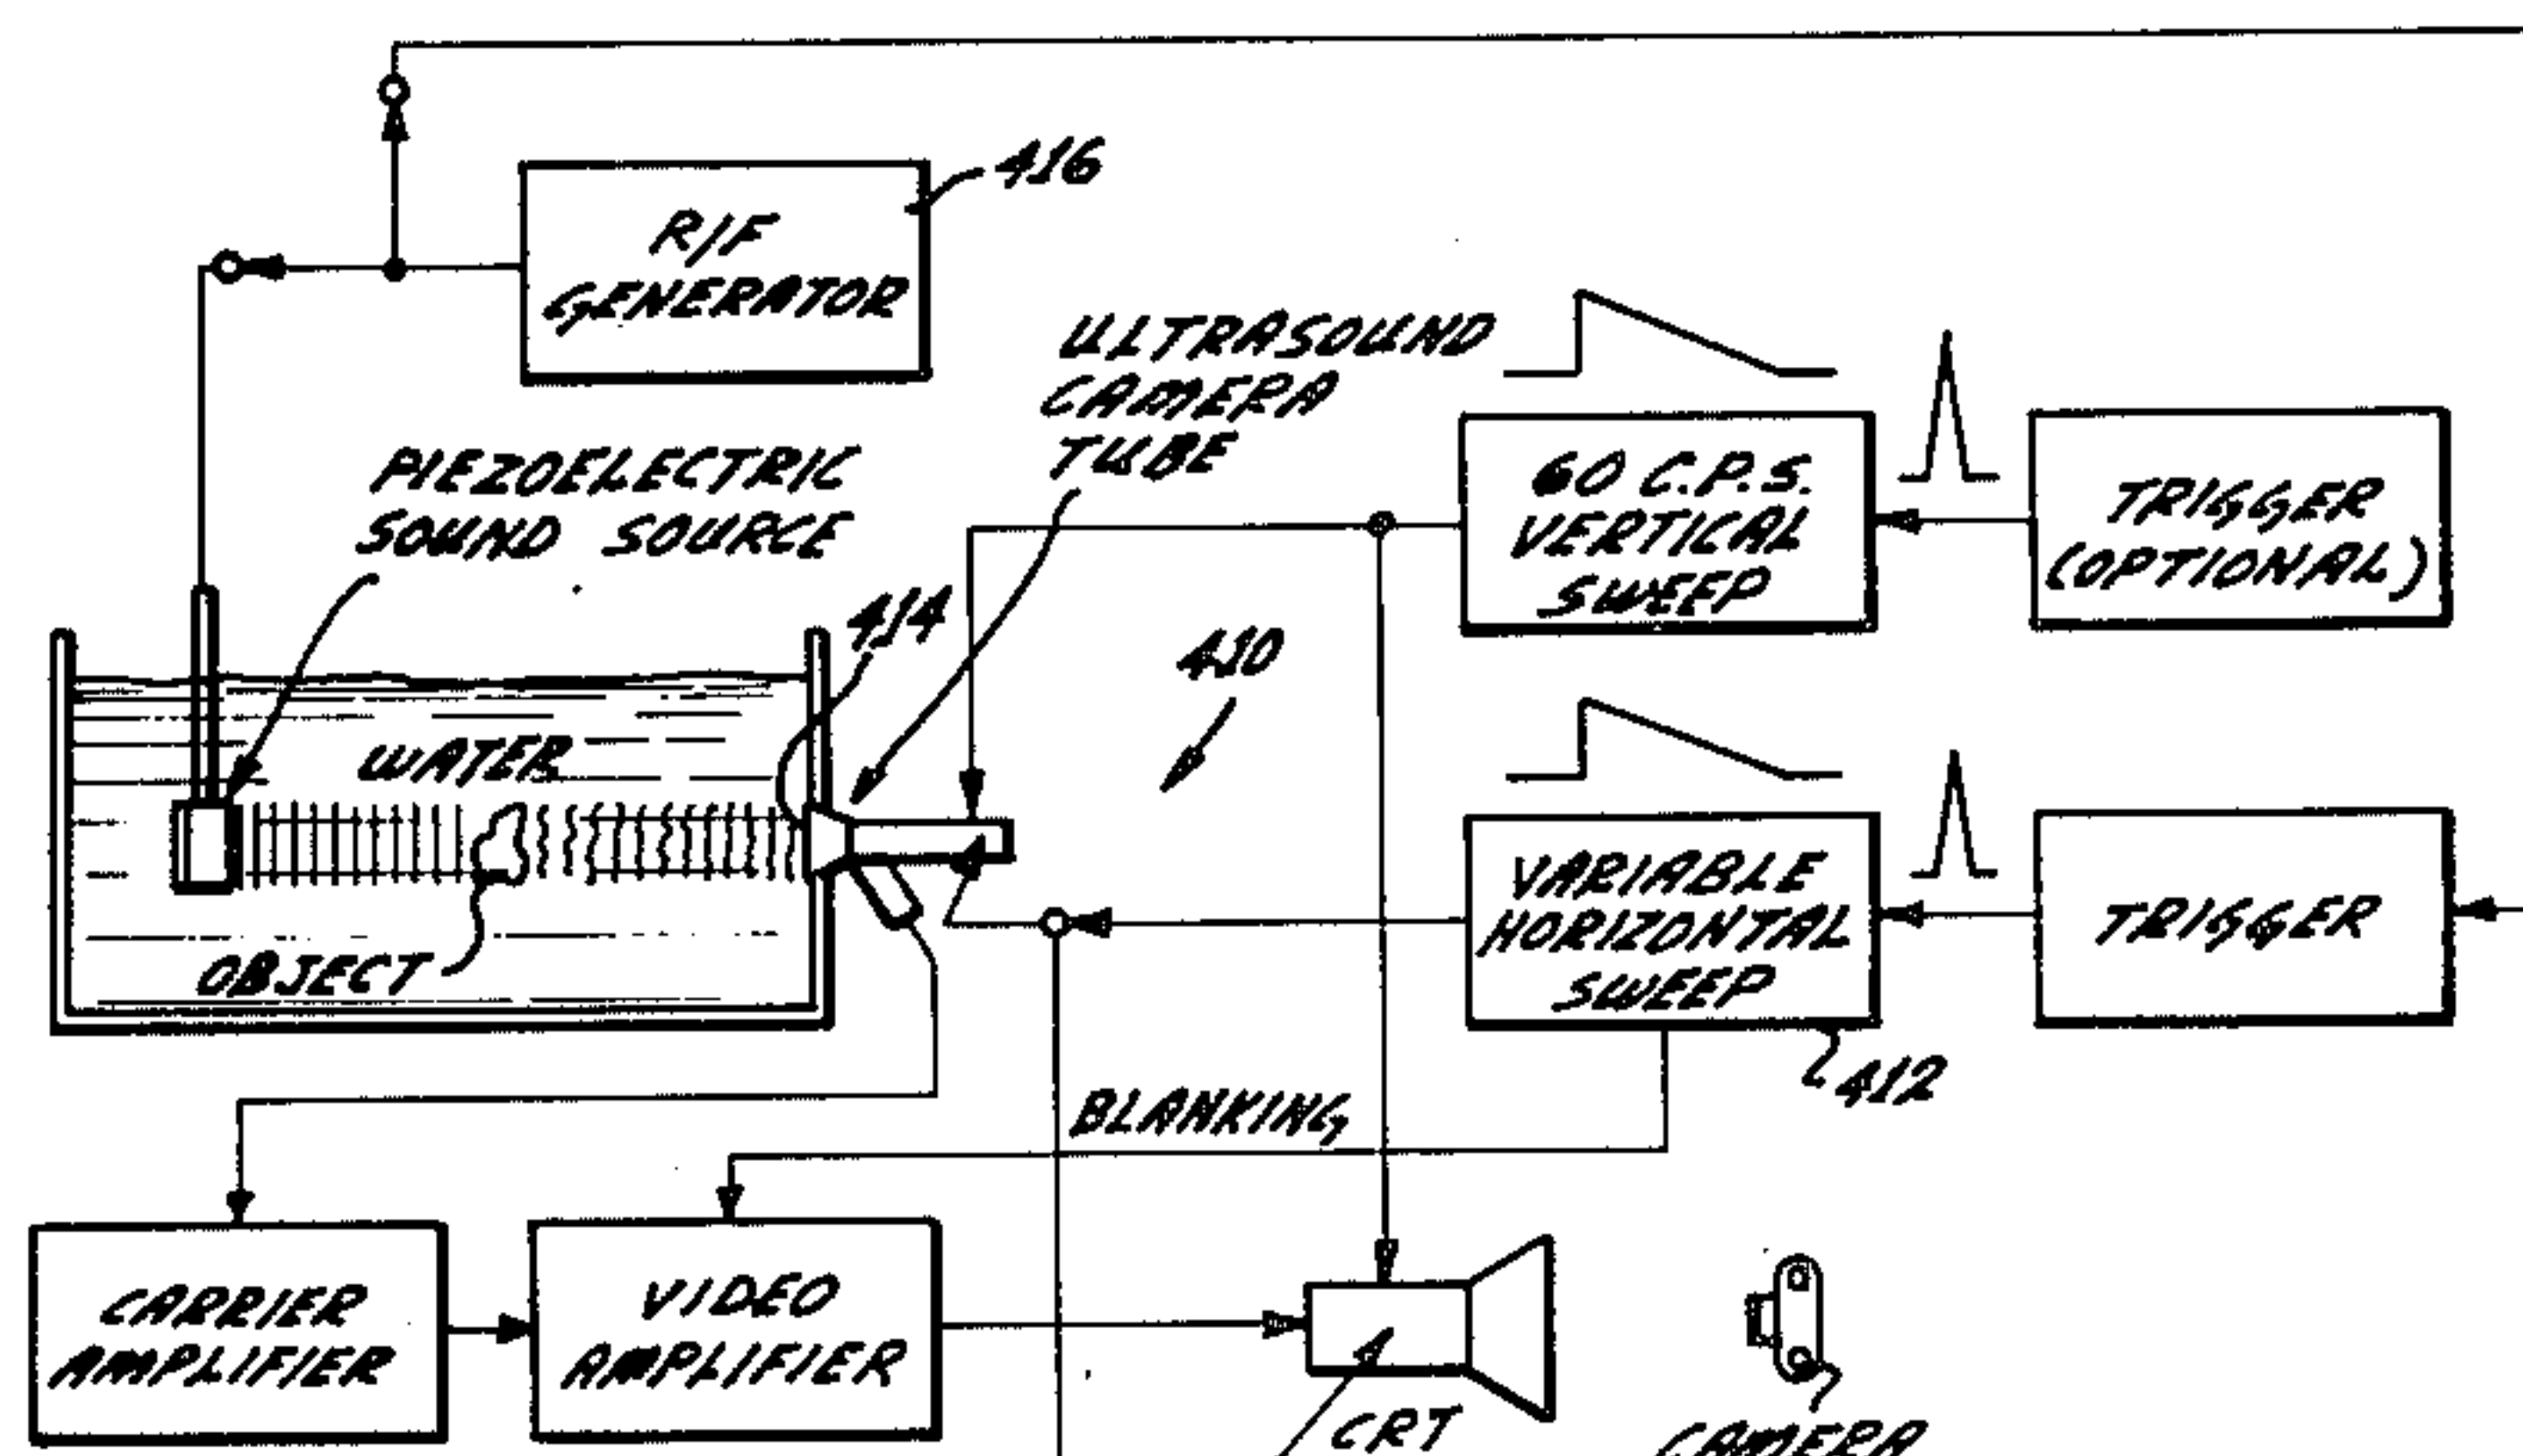 416
R/F
GENERATOR
ULTRASOUND
CAMERA
TUBE
PIEZOELECTRIC
SOUND SOURCE
60 C.P.S.
VERTICAL
SWEEP
TRIGGER
(OPTIONAL)
414
410
WATER
OBJECT
VARIABLE
HORIZONTAL
SWEEP
TRIGGER
412
BLANKING
CARRIER
AMPLIFIER
VIDEO
AMPLIFIER
CRT
CAMERA